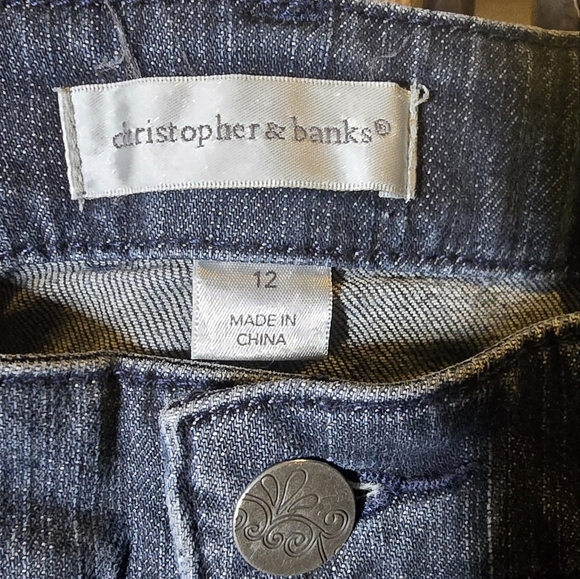 christopher & banks®
12
MADE IN
CHINA